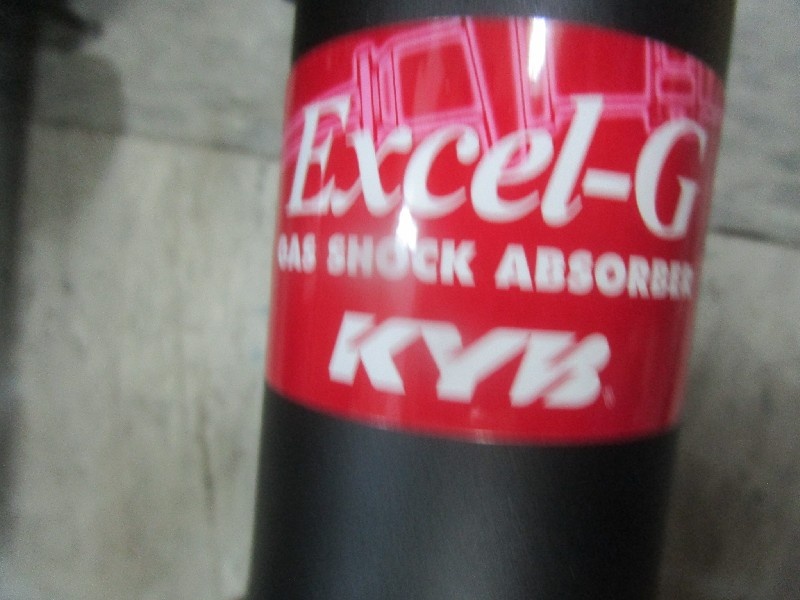 Excel-G
GAS SHOCK ABSORBER
KYB